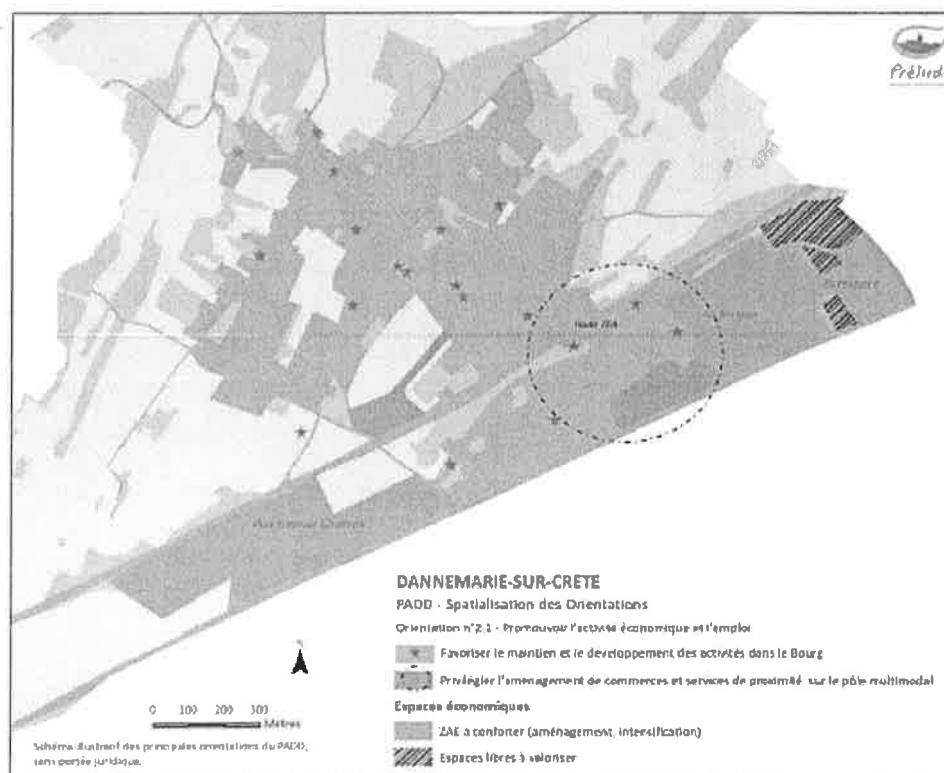 Prélud
DANNEMARIE-SUR-CRETE
PADD - Spatialisation des Orientations
Orientation n°2.1 - Promouvoir l'activité économique et l'emploi
Favoriser le maintien et le développement des activités dans le Bourg
Privilégier l'aménagement de commerces et services de proximité sur le pôle multimodal
Espaces économiques
ZAE à conforter (aménagement, intensification)
Espaces libres à valoriser
N
0 100 200 300
Mètres
Schéma illustratif des principales orientations du PADD,
sans portée juridique.